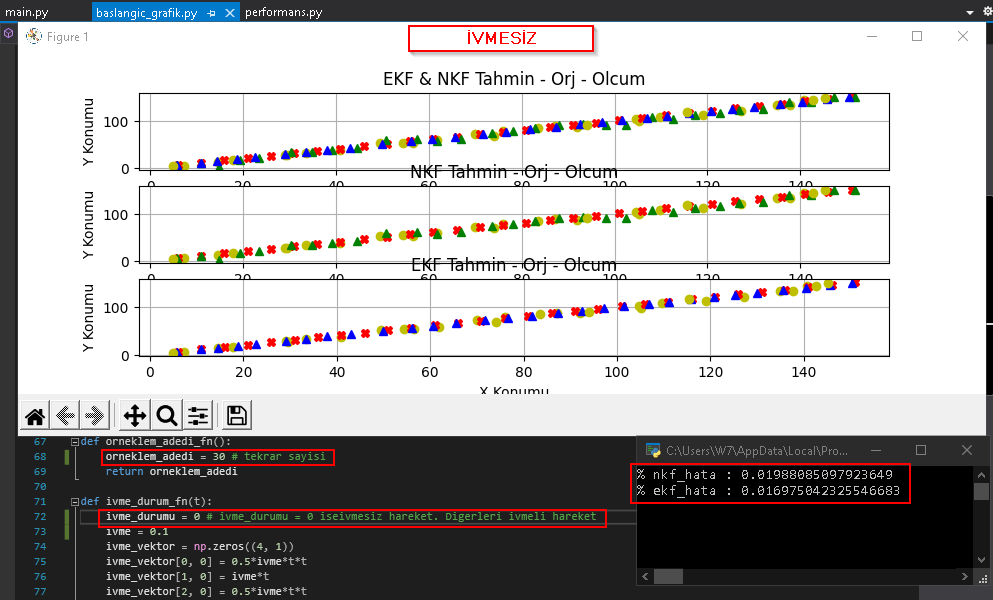 main.py baslangic_grafik.py performans.py
Figure 1
İVMESİZ
EKF & NKF Tahmin - Orj - Olcum
Y Konumu
100
0
0 20 40 60 80 100 120 140
NKF Tahmin - Orj - Olcum
Y Konumu
100
0
0 20 40 60 80 100 120 140
EKF Tahmin - Orj - Olcum
Y Konumu
100
0
0 20 40 60 80 100 120 140
X Konumu
67 def orneklem_adedi_fn():
68 orneklem_adedi = 30 # tekrar sayisi
69 return orneklem_adedi
70
71 def ivme_durum_fn(t):
72 ivme_durumu = 0 # ivme_durumu = 0 iseivmesiz hareket. Digerleri ivmeli hareket
73 ivme = 0.1
74 ivme_vektor = np.zeros((4, 1))
75 ivme_vektor[0, 0] = 0.5*ivme*t*t
76 ivme_vektor[1, 0] = ivme*t
77 ivme_vektor[2, 0] = 0.5*ivme*t*t
C:\Users\W7\AppData\Local\Pro...
% nkf_hata : 0.01988085097923649
% ekf_hata : 0.016975042325546683